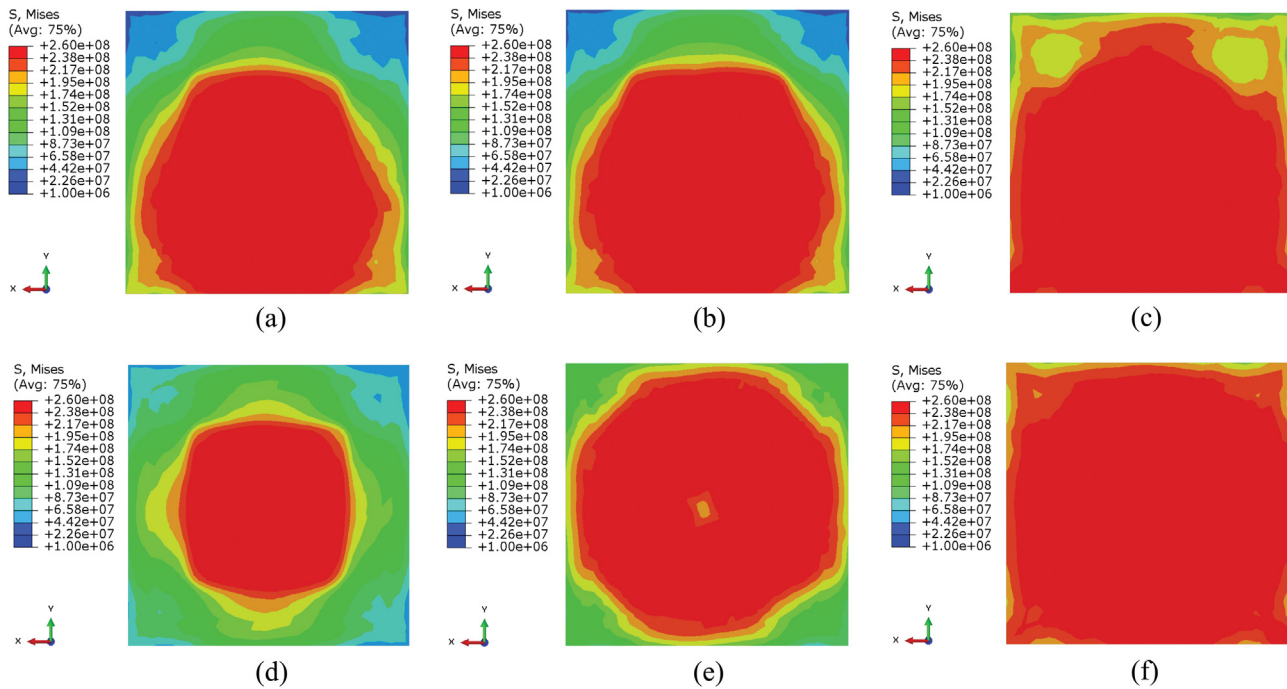 S, Mises
(Avg: 75%)
+2.60e+08
+2.38e+08
+2.17e+08
+1.95e+08
+1.74e+08
+1.52e+08
+1.31e+08
+1.09e+08
+8.73e+07
+6.58e+07
+4.42e+07
+2.26e+07
+1.00e+06
Y
X
(a)
S, Mises
(Avg: 75%)
+2.60e+08
+2.38e+08
+2.17e+08
+1.95e+08
+1.74e+08
+1.52e+08
+1.31e+08
+1.09e+08
+8.73e+07
+6.58e+07
+4.42e+07
+2.26e+07
+1.00e+06
Y
X
(b)
S, Mises
(Avg: 75%)
+2.60e+08
+2.38e+08
+2.17e+08
+1.95e+08
+1.74e+08
+1.52e+08
+1.31e+08
+1.09e+08
+8.73e+07
+6.58e+07
+4.42e+07
+2.26e+07
+1.00e+06
Y
X
(c)
S, Mises
(Avg: 75%)
+2.60e+08
+2.38e+08
+2.17e+08
+1.95e+08
+1.74e+08
+1.52e+08
+1.31e+08
+1.09e+08
+8.73e+07
+6.58e+07
+4.42e+07
+2.26e+07
+1.00e+06
Y
X
(d)
S, Mises
(Avg: 75%)
+2.60e+08
+2.38e+08
+2.17e+08
+1.95e+08
+1.74e+08
+1.52e+08
+1.31e+08
+1.09e+08
+8.73e+07
+6.58e+07
+4.42e+07
+2.26e+07
+1.00e+06
Y
X
(e)
S, Mises
(Avg: 75%)
+2.60e+08
+2.38e+08
+2.17e+08
+1.95e+08
+1.74e+08
+1.52e+08
+1.31e+08
+1.09e+08
+8.73e+07
+6.58e+07
+4.42e+07
+2.26e+07
+1.00e+06
Y
X
(f)